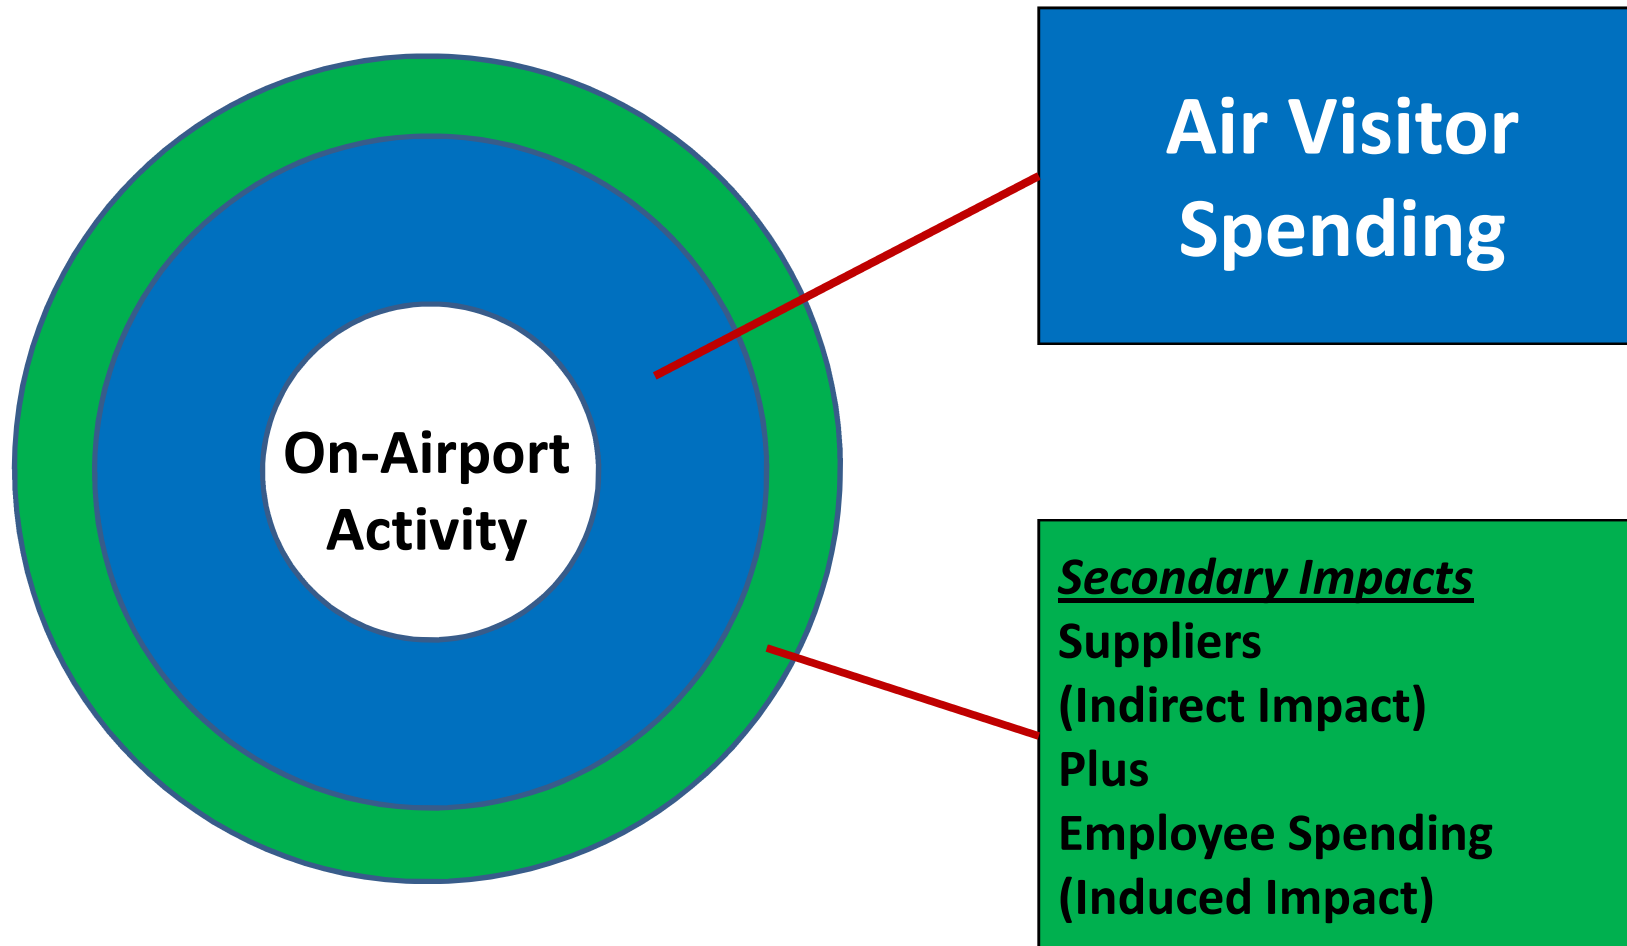 On-Airport
Activity
Air Visitor
Spending
Secondary Impacts
Suppliers
(Indirect Impact)
Plus
Employee Spending
(Induced Impact)